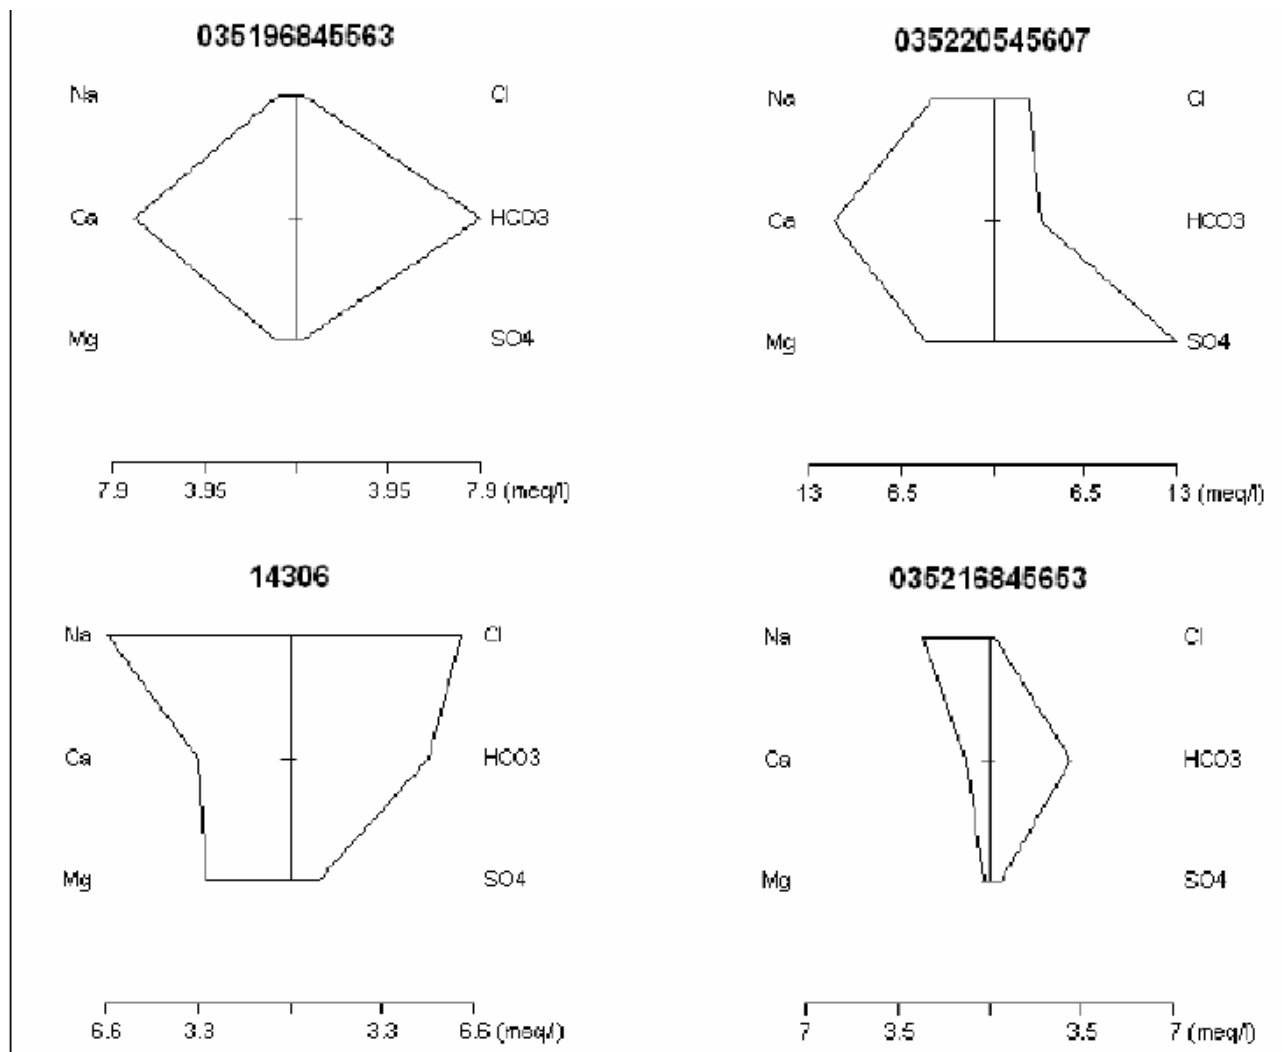 035196845563
Na Cl
Ca HCO3
Mg SO4
7.9 3.95 3.95 7.9 (meq/l)
035220545607
Na Cl
Ca HCO3
Mg SO4
13 6.5 6.5 13 (meq/l)
14306
Na Cl
Ca HCO3
Mg SO4
6.6 3.3 3.3 6.6 (meq/l)
035216845653
Na Cl
Ca HCO3
Mg SO4
7 3.5 3.5 7 (meq/l)